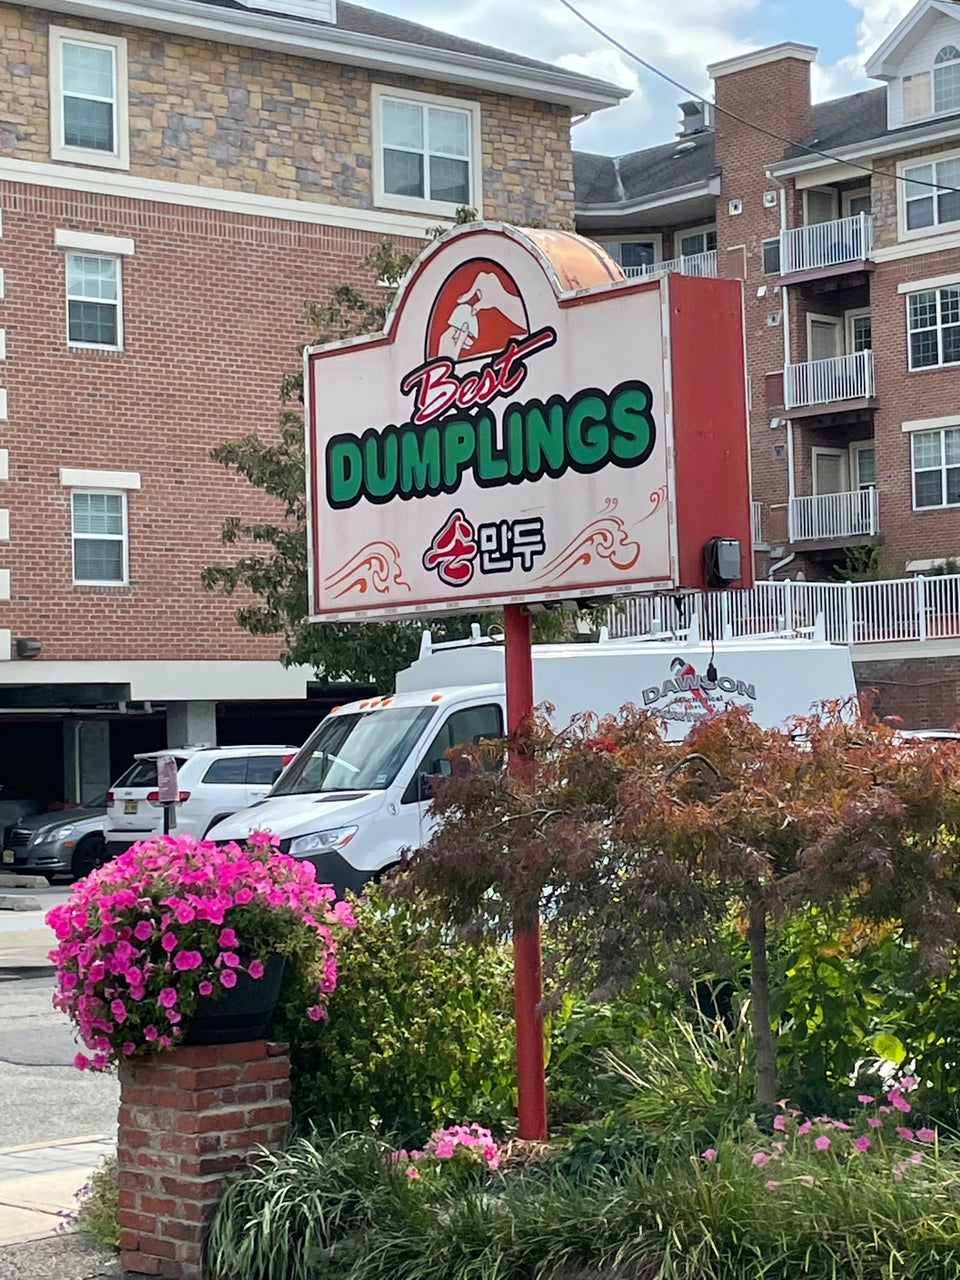 Best
DUMPLINGS
손만두
DAWSON